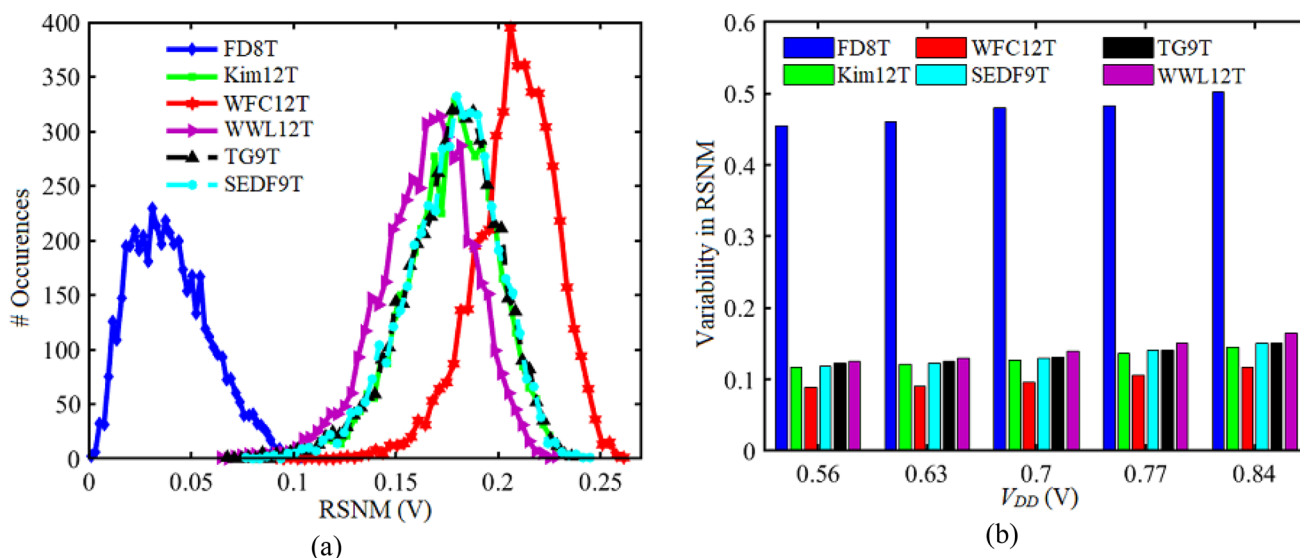 400
350
300
250
200
150
100
50
0
# Occurences
FD8T
Kim12T
WFC12T
WWL12T
TG9T
SEDF9T
0 0.05 0.1 0.15 0.2 0.25
RSNM (V)
(a)
0.6
0.5
0.4
0.3
0.2
0.1
0
Variability in RSNM
FD8T WFC12T TG9T
Kim12T SEDF9T WWL12T
0.56 0.63 0.7 0.77 0.84
V_DD (V)
(b)